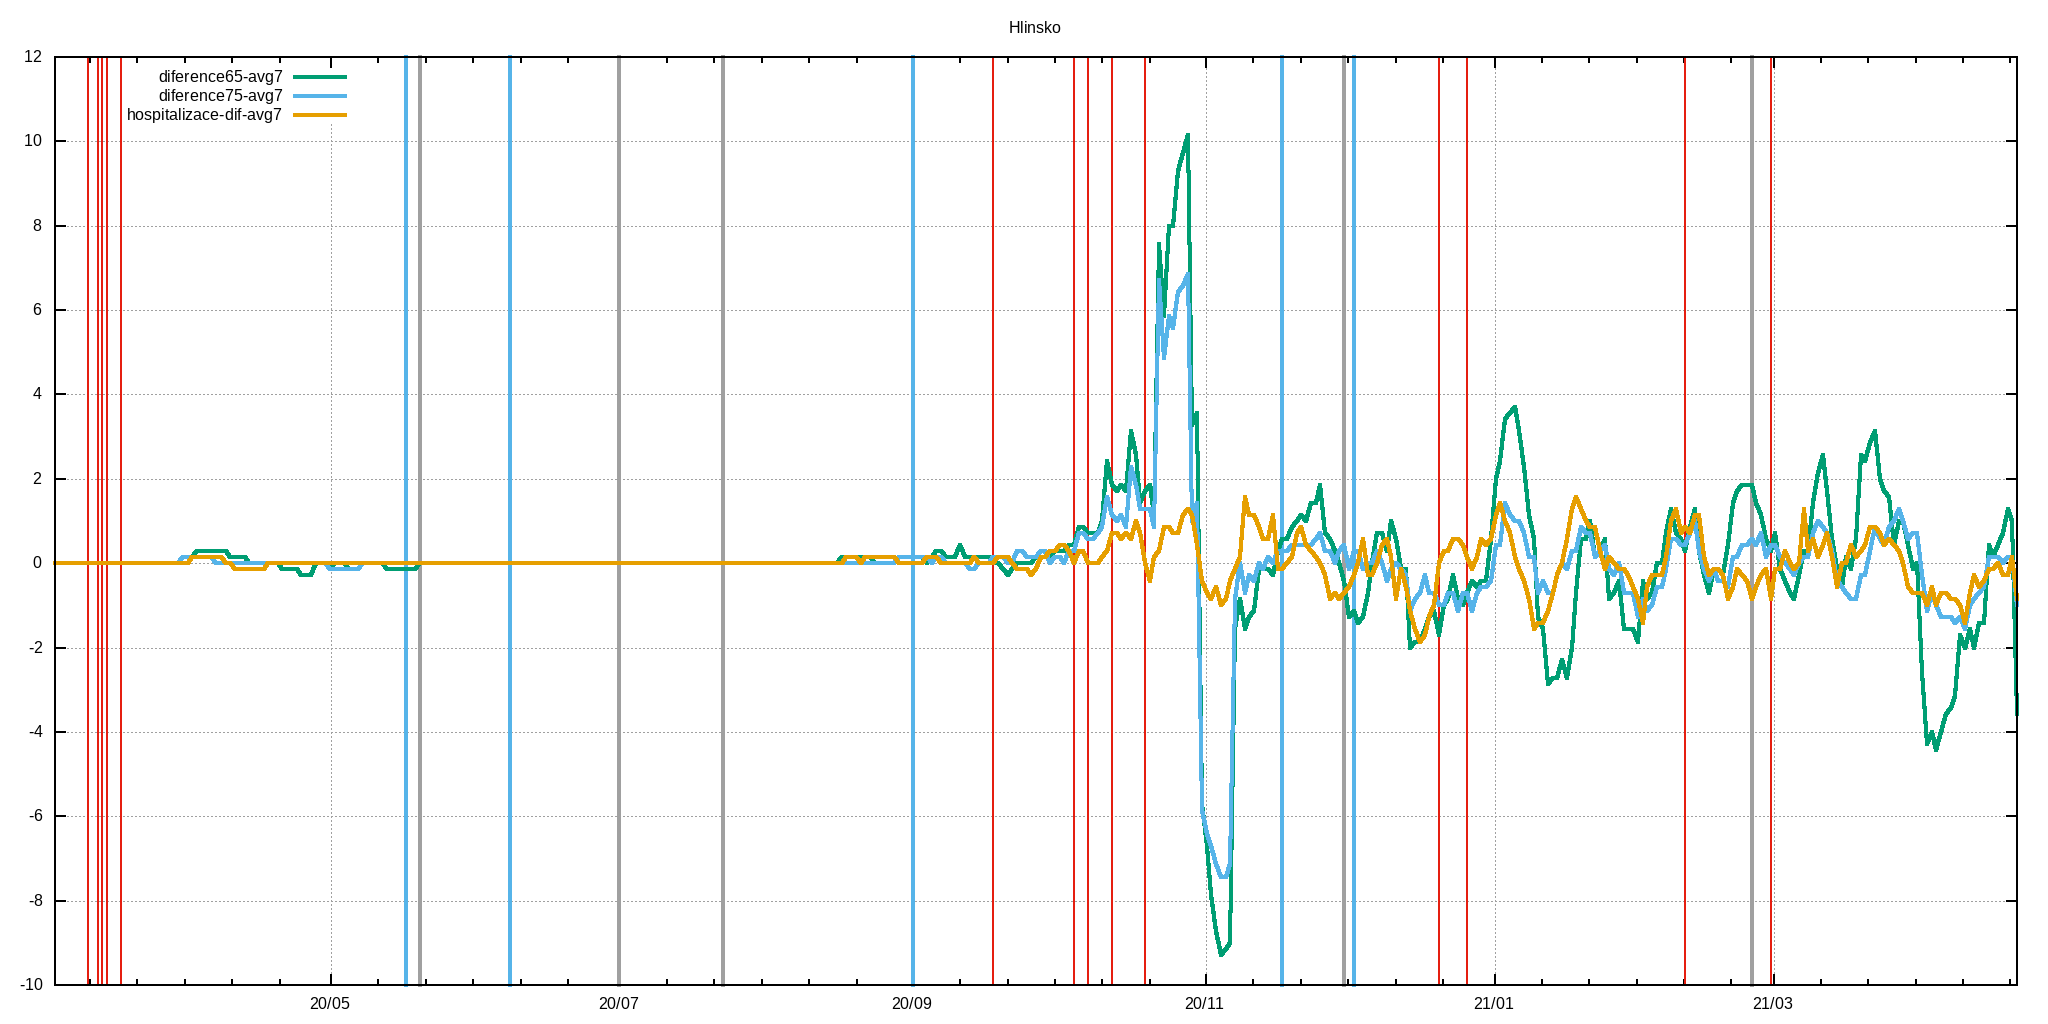 Hlinsko
diference65-avg7
diference75-avg7
hospitalizace-dif-avg7
12
10
8
6
4
2
0
-2
-4
-6
-8
-10
20/05 20/07 20/09 20/11 21/01 21/03